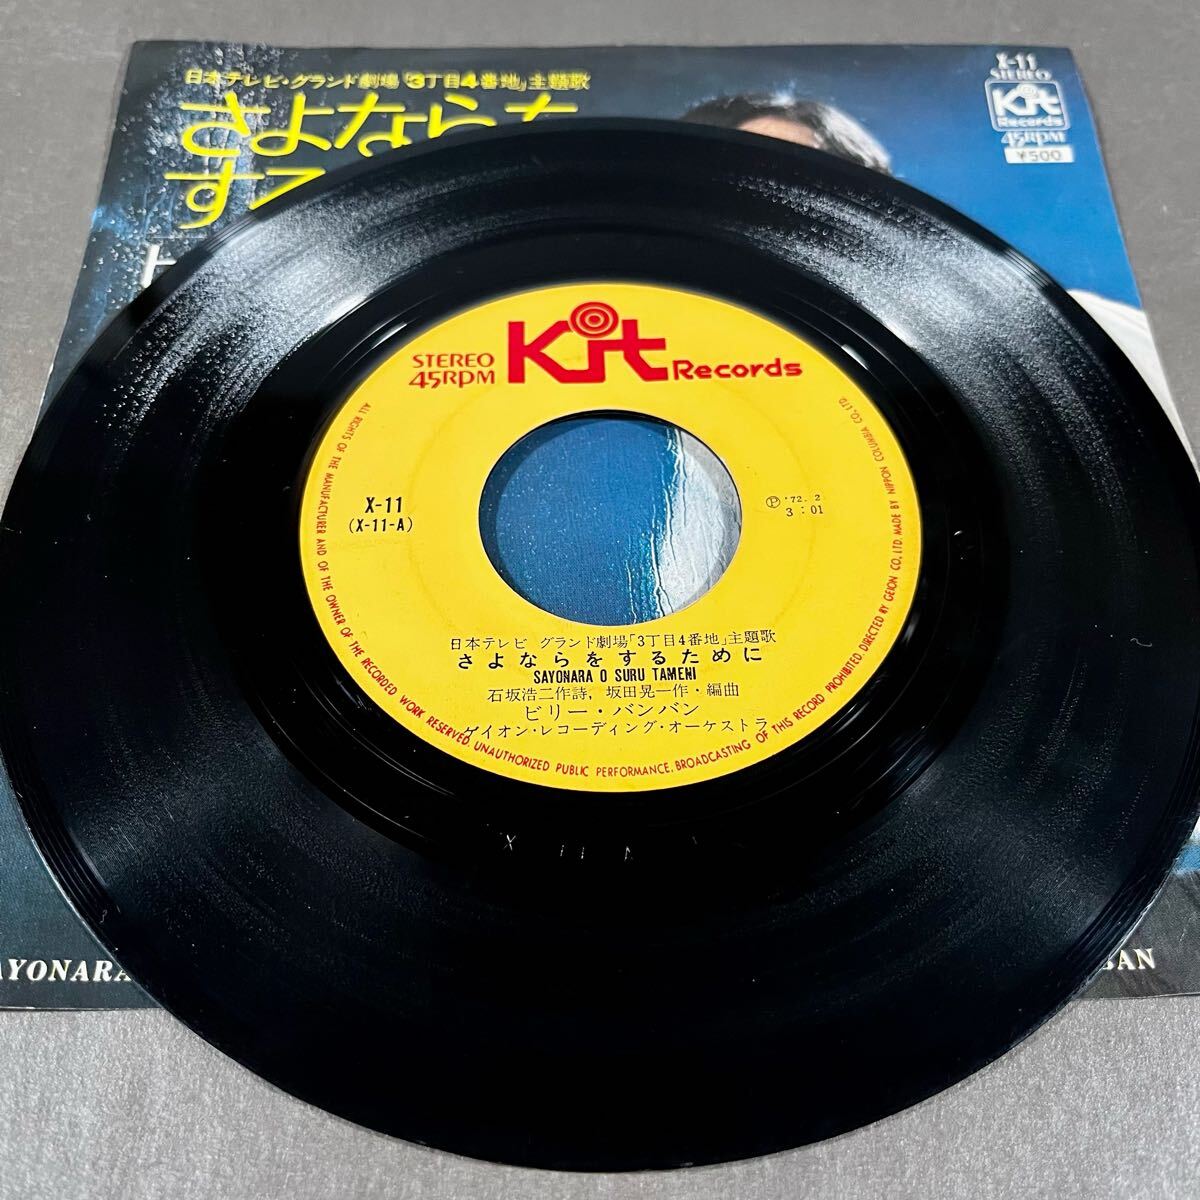 日本テレビ・グランド劇場「3丁目4番地」主題歌
さよならを
する
X-11
STEREO
Kit
Records
45RPM
¥500
STEREO
45RPM
Kit Records
X-11
(X-11-A)
Ⓟ '72. 2
3:01
日本テレビ グランド劇場「3丁目4番地」主題歌
さよならをするために
SAYONARA O SURU TAMENI
石坂浩二作詩, 坂田晃一作・編曲
ビリー・バンバン
ゲイオン・レコーディング・オーケストラ
ALL RIGHTS OF THE MANUFACTURER AND OF THE OWNER OF THE RECORDED WORK RESERVED. UNAUTHORIZED PUBLIC PERFORMANCE, BROADCASTING OF THIS RECORD PROHIBITED DIRECTED BY GEION CO., LTD. MADE BY NIPPON COLUMBIA CO., LTD.
X 11 A
AYONARA
BAN